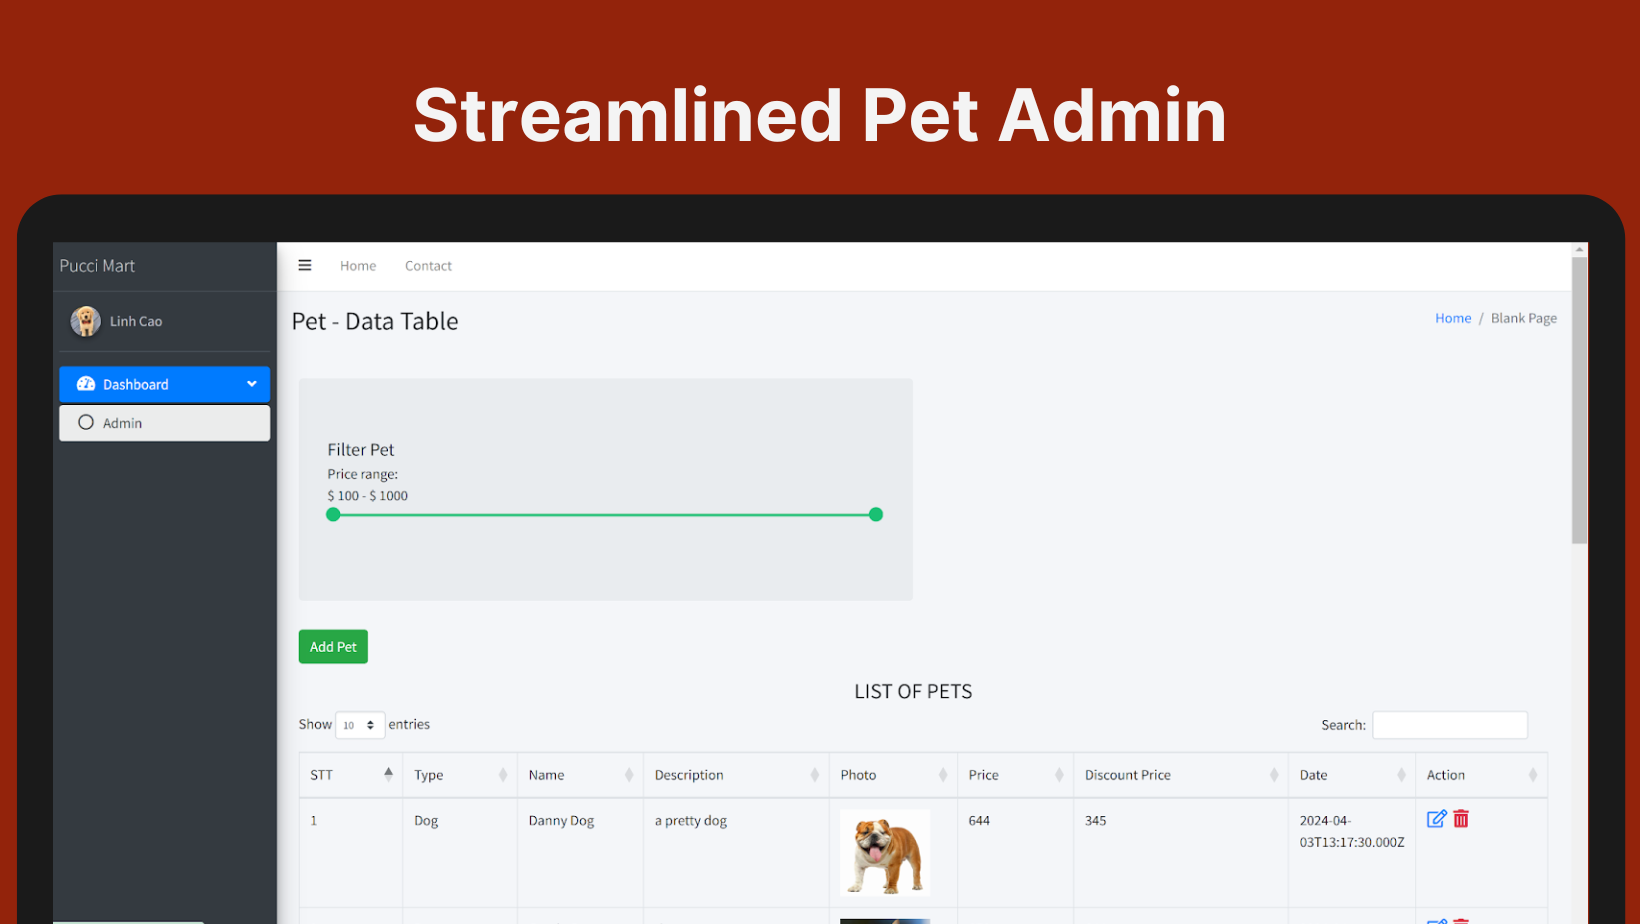 Streamlined Pet Admin
Pucci Mart
Home
Contact
Linh Cao
Pet - Data Table
Home / Blank Page
Dashboard
Admin
Filter Pet
Price range:
$ 100 - $ 1000
Add Pet
LIST OF PETS
Show 10 entries
Search:
STT Type Name Description Photo Price Discount Price Date Action
1 Dog Danny Dog a pretty dog 644 345 2024-04-
03T13:17:30.000Z